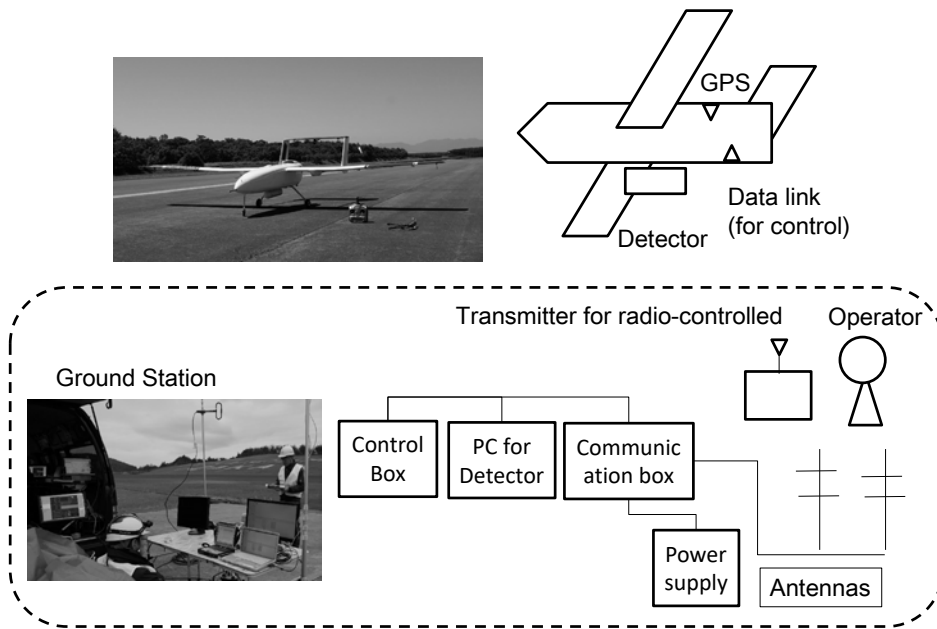 GPS
Data link
(for control)
Detector
Transmitter for radio-controlled
Operator
Ground Station
Control
Box
PC for
Detector
Communic
ation box
Power
supply
Antennas